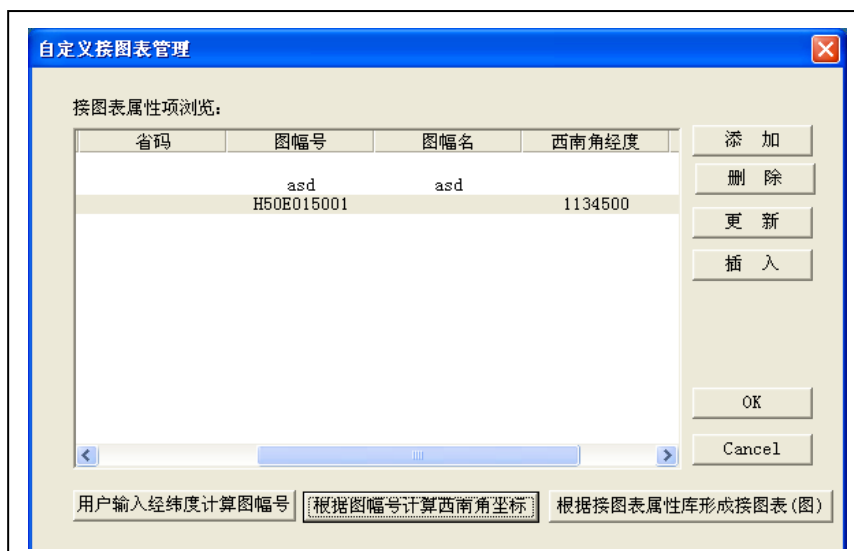 自定义接图表管理
接图表属性项浏览:
省码 图幅号 图幅名 西南角经度
asd asd
H50E015001 1134500
添 加
删 除
更 新
插 入
OK
Cancel
用户输入经纬度计算图幅号 根据图幅号计算西南角坐标 根据接图表属性库形成接图表(图)